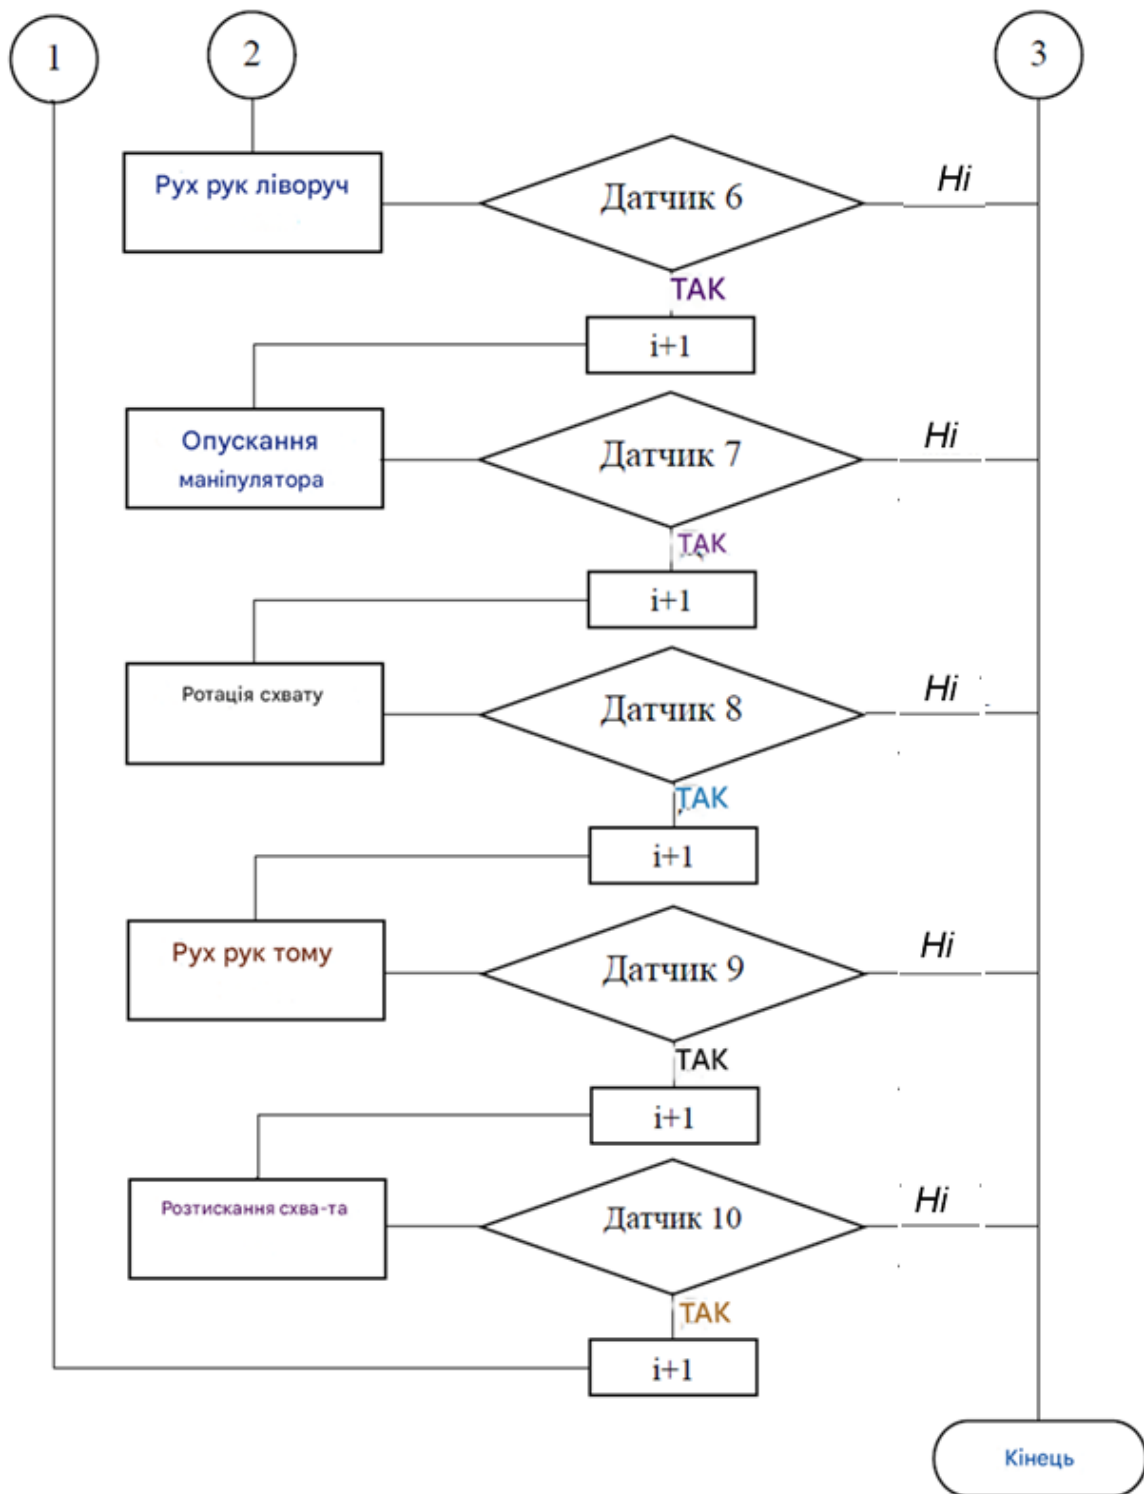 1
2
3
Рух рук ліворуч
Датчик 6
Ні
ТАК
i+1
Опускання
маніпулятора
Датчик 7
Ні
ТАК
i+1
Ротація схвату
Датчик 8
Ні
ТАК
i+1
Рух рук тому
Датчик 9
Ні
ТАК
i+1
Розтискання схва-та
Датчик 10
Ні
ТАК
i+1
Кінець